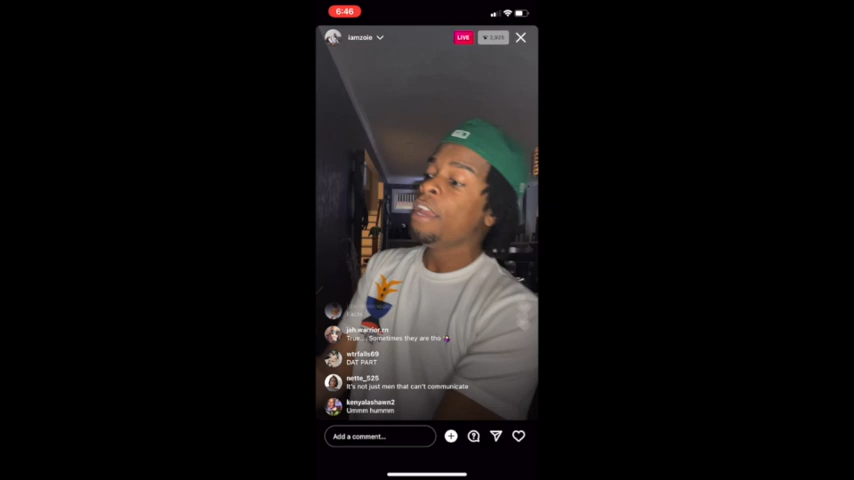 6:46
iamzoie
LIVE
jah.warrior.rn
True... Sometimes they are tho
wtrfalls69
DAT PART
nette_525
It's not just men that can't communicate
kenyalashawn2
Ummm hummm
Add a comment...